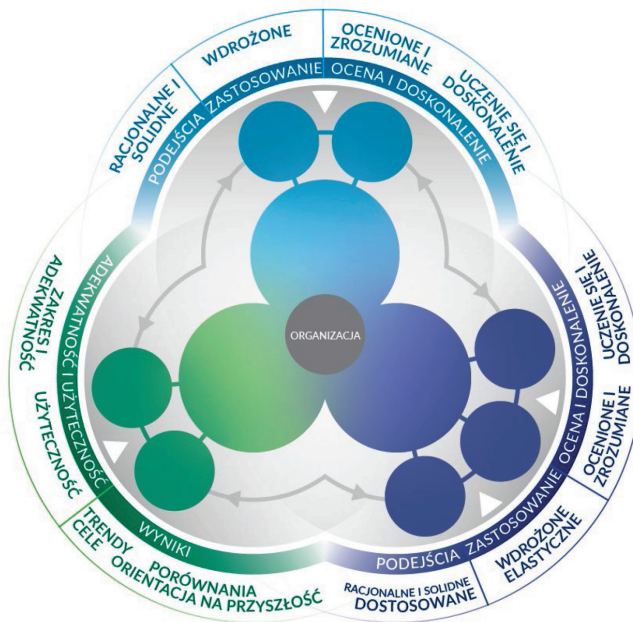 WDROŻONE
OCENIONE I
ZROZUMIANE
RACJONALNE I
SOLIDNE
UCZENIE SIĘ I
DOSKONALENIE
PODEJŚCIA
ZASTOSOWANIE
OCENA I DOSKONALENIE
ZAKRES I
ADEKWATNOŚĆ
UŻYTECZNOŚĆ
ADEKWATNOŚĆ I UŻYTECZNOŚĆ
ORGANIZACJA
UCZENIE SIĘ I
DOSKONALENIE
OCENIONE I
ZROZUMIANE
OCENA I DOSKONALENIE
WYNIKI
TRENDY
CELE
PORÓWNANIA
ORIENTACJA NA PRZYSZŁOŚĆ
PODEJŚCIA
ZASTOSOWANIE
RACJONALNE I SOLIDNE
DOSTOSOWANE
WDROŻONE
ELASTYCZNE